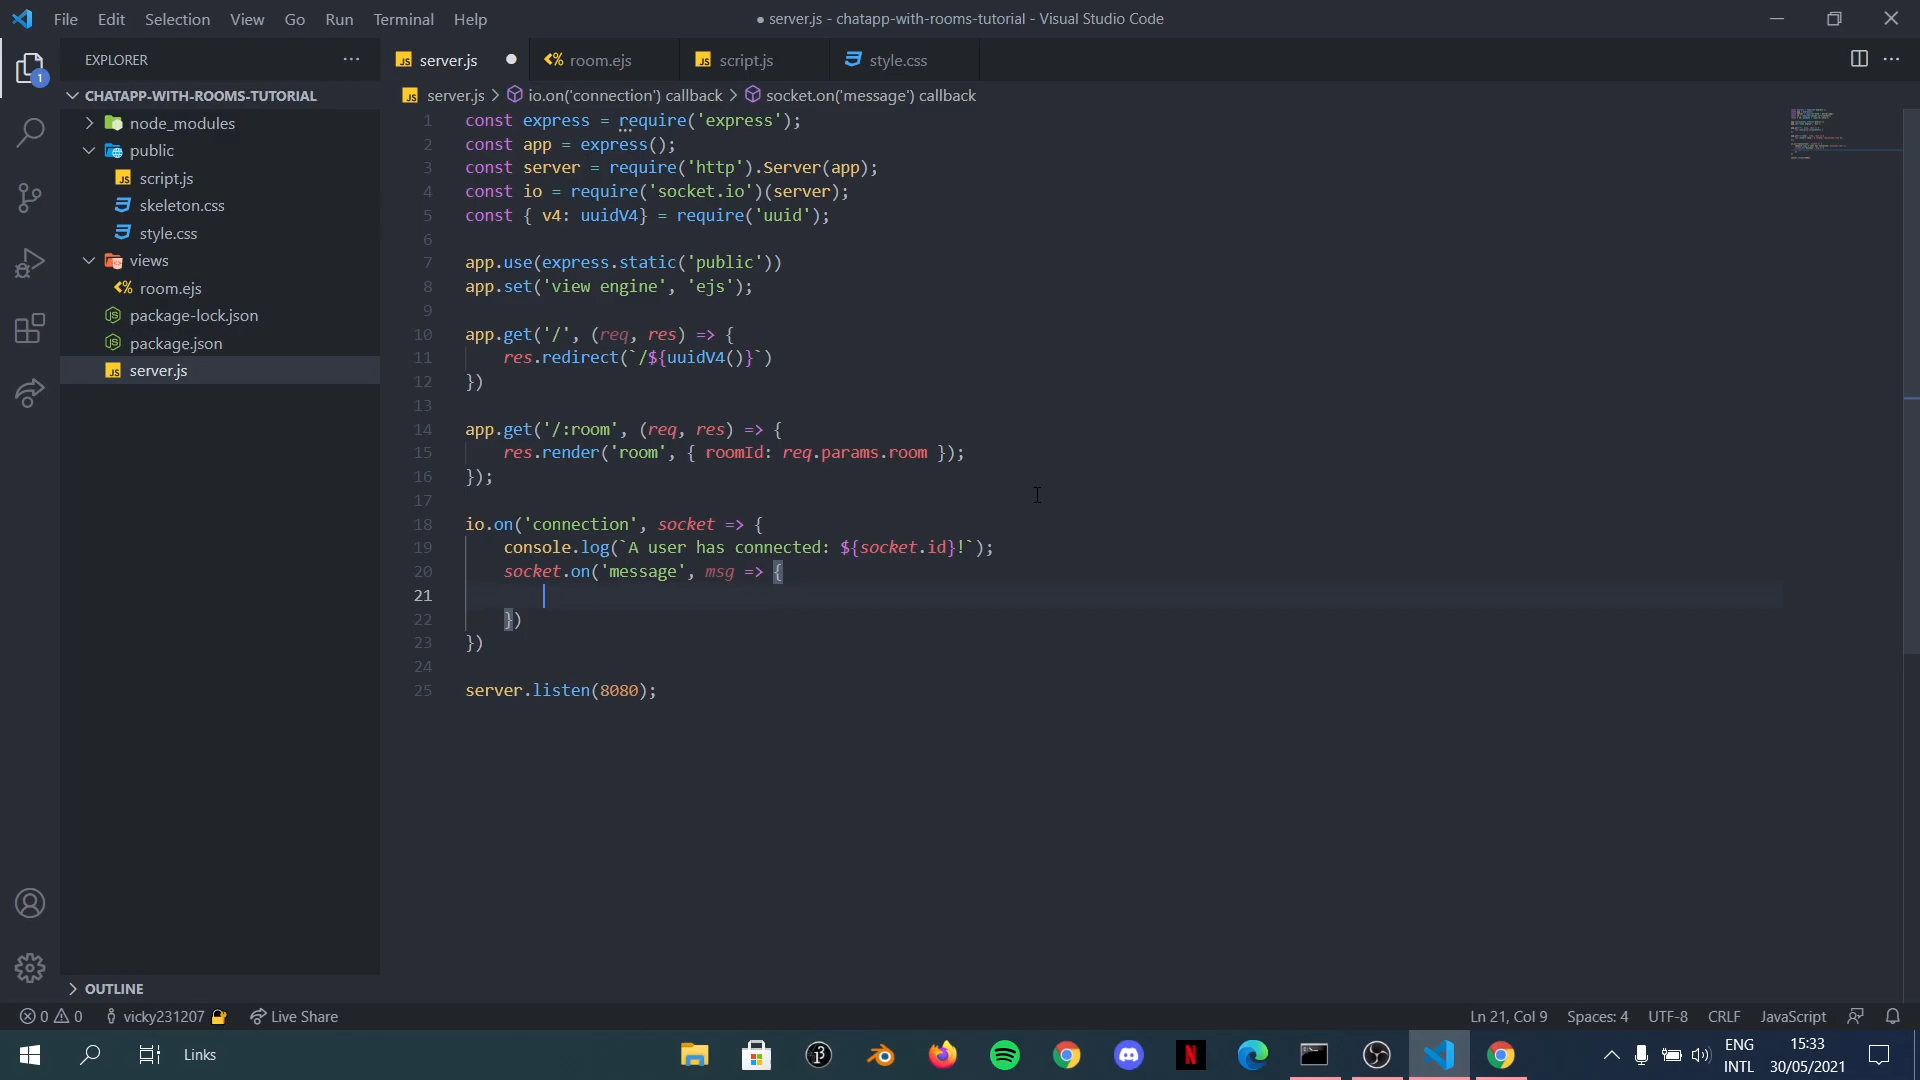 File Edit Selection View Go Run Terminal Help
● server.js - chatapp-with-rooms-tutorial - Visual Studio Code
EXPLORER
server.js
room.ejs
script.js
style.css
CHATAPP-WITH-ROOMS-TUTORIAL
server.js > io.on('connection') callback > socket.on('message') callback
node_modules
public
script.js
skeleton.css
style.css
views
room.ejs
package-lock.json
package.json
server.js
1 const express = require('express');
2 const app = express();
3 const server = require('http').Server(app);
4 const io = require('socket.io')(server);
5 const { v4: uuidV4} = require('uuid');
6
7 app.use(express.static('public'))
8 app.set('view engine', 'ejs');
9
10 app.get('/', (req, res) => {
11 res.redirect(`/${uuidV4()}`)
12 })
13
14 app.get('/:room', (req, res) => {
15 res.render('room', { roomId: req.params.room });
16 });
17
18 io.on('connection', socket => {
19 console.log(`A user has connected: ${socket.id}!`);
20 socket.on('message', msg => {
21
22 })
23 })
24
25 server.listen(8080);
1
OUTLINE
0 0 vicky231207 Live Share
Ln 21, Col 9 Spaces: 4 UTF-8 CRLF JavaScript
Links
ENG
INTL
15:33
30/05/2021